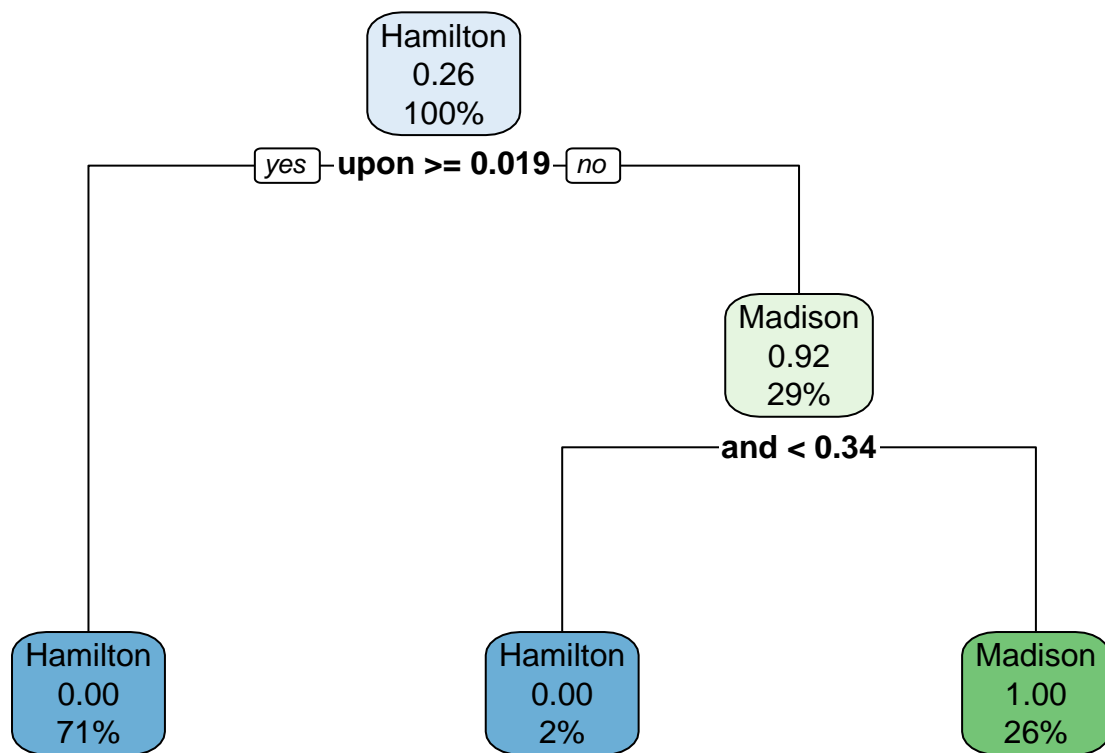 Hamilton
0.26
100%
yes upon >= 0.019 no
Madison
0.92
29%
and < 0.34
Hamilton
0.00
71%
Hamilton
0.00
2%
Madison
1.00
26%